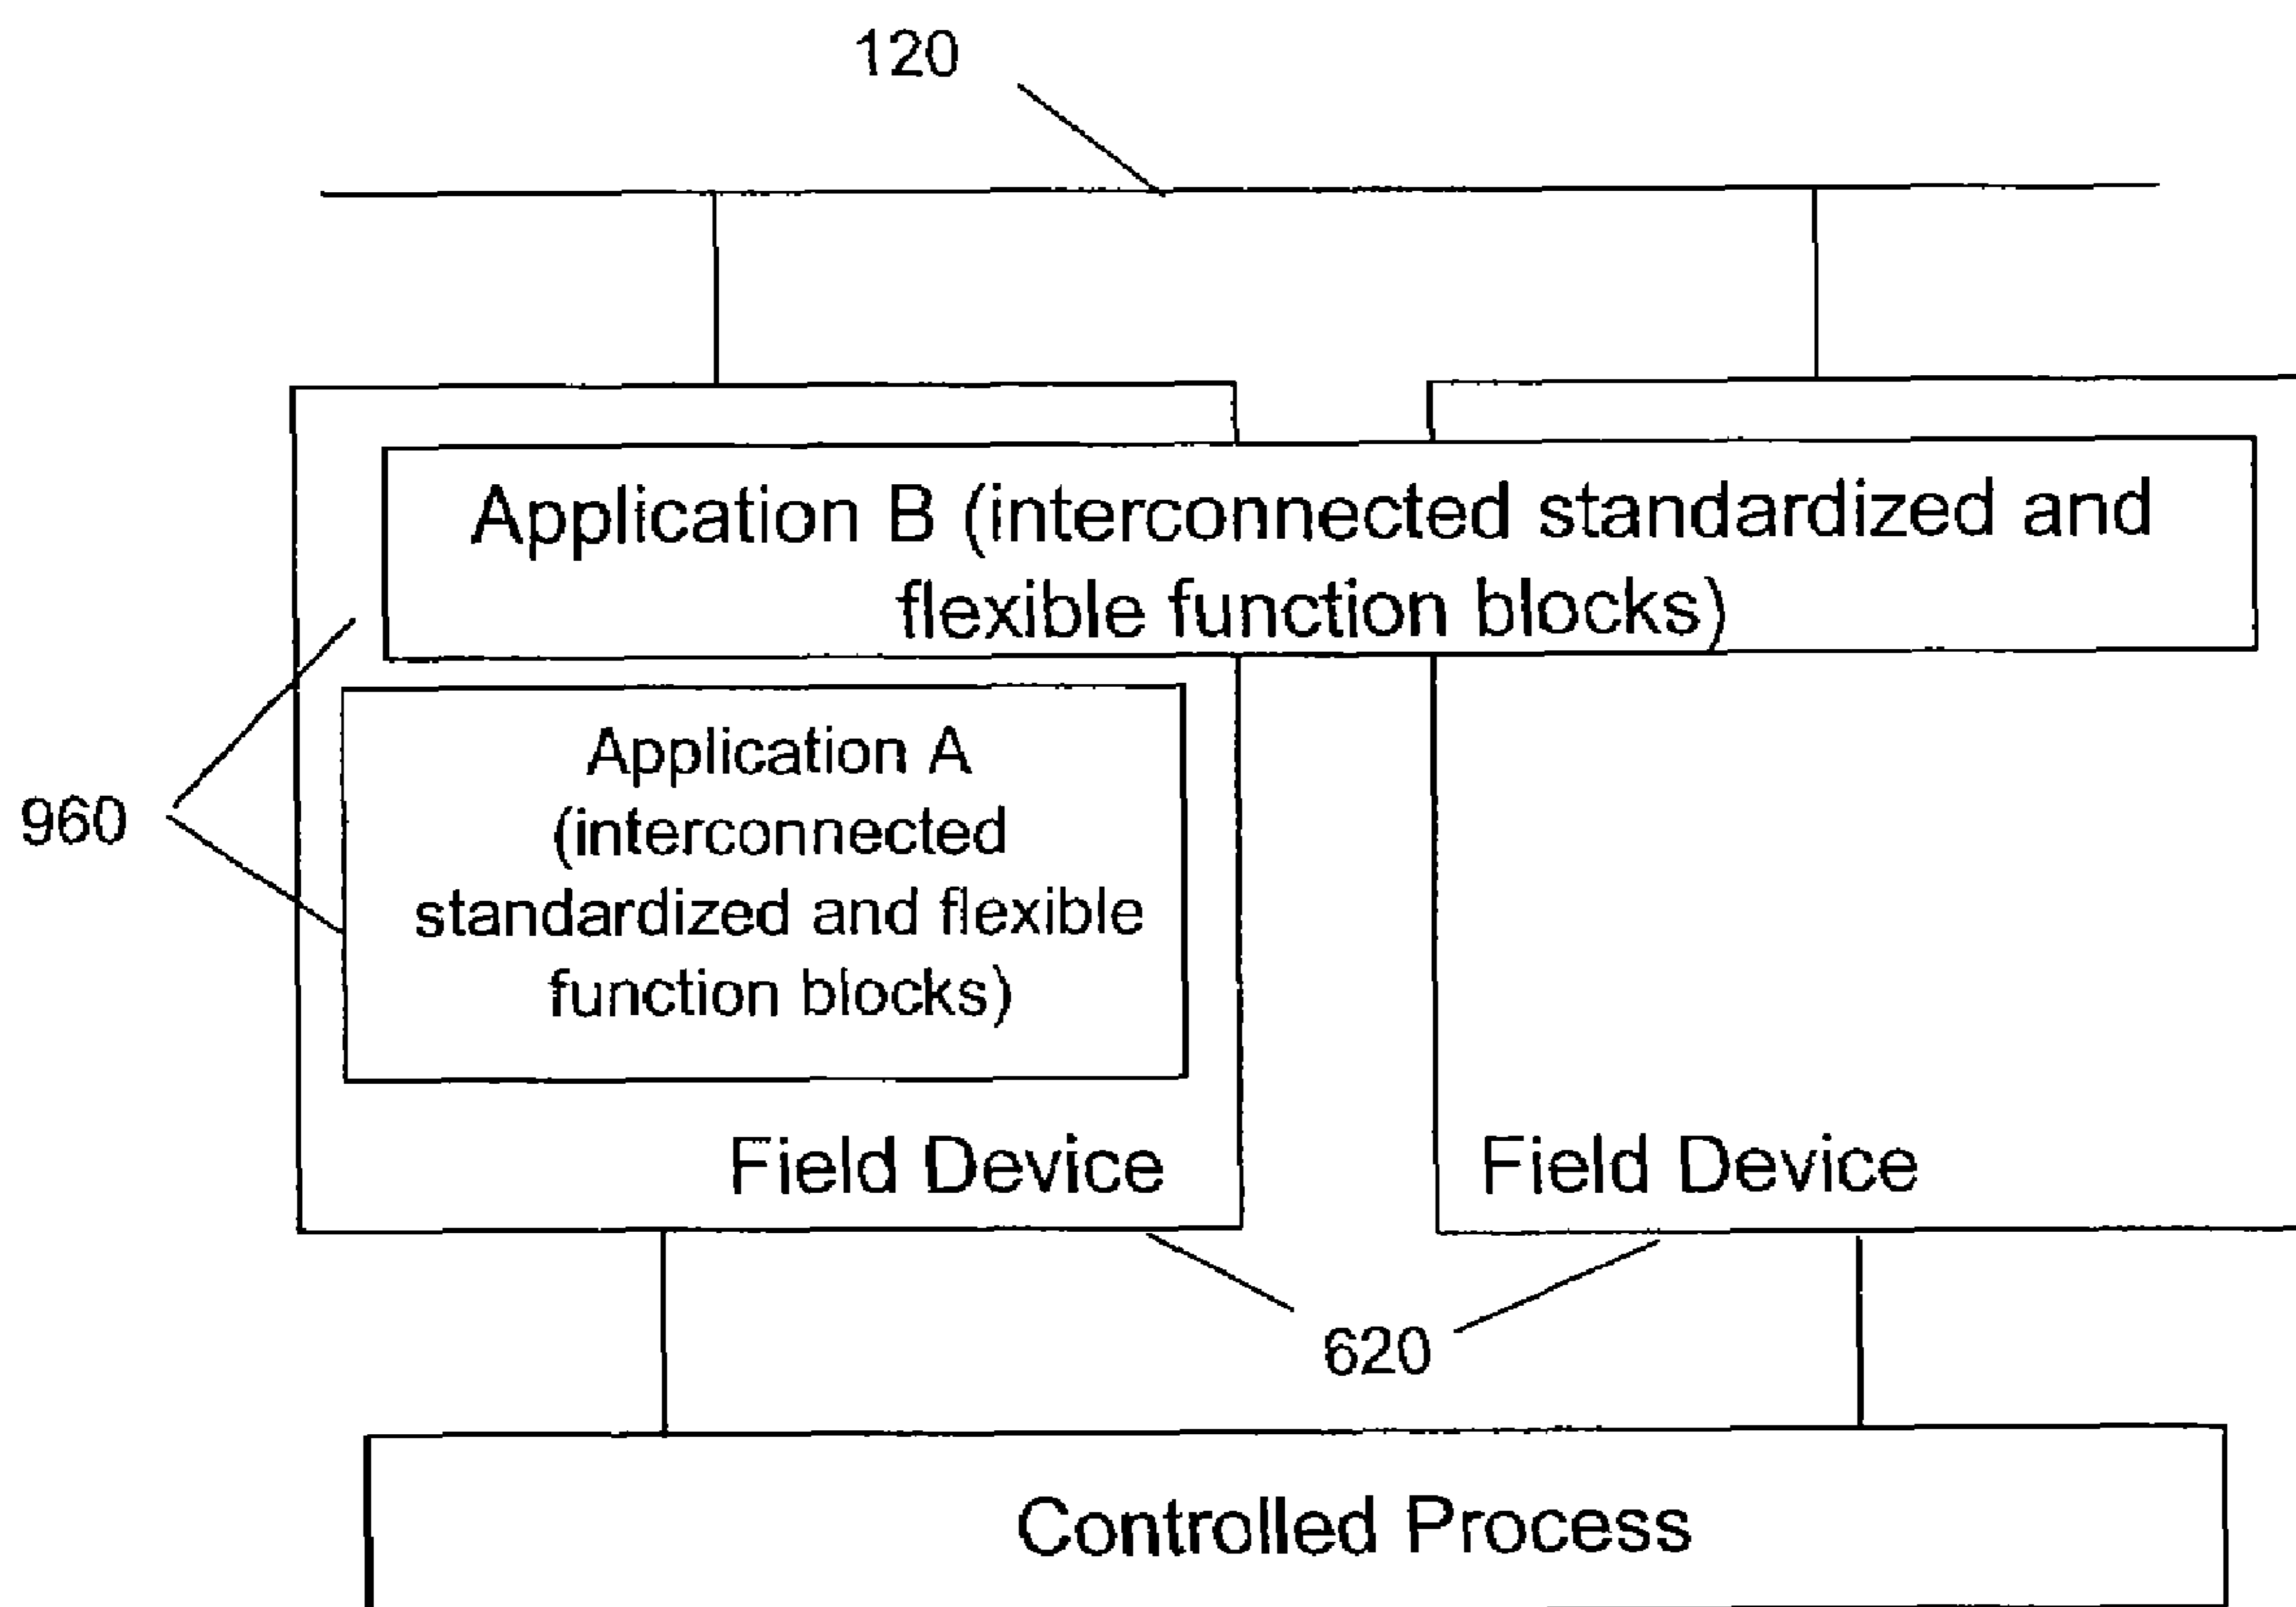 120
Application B (interconnected standardized and
flexible function blocks)
960
Application A
(interconnected
standardized and flexible
function blocks)
Field Device
Field Device
620
Controlled Process